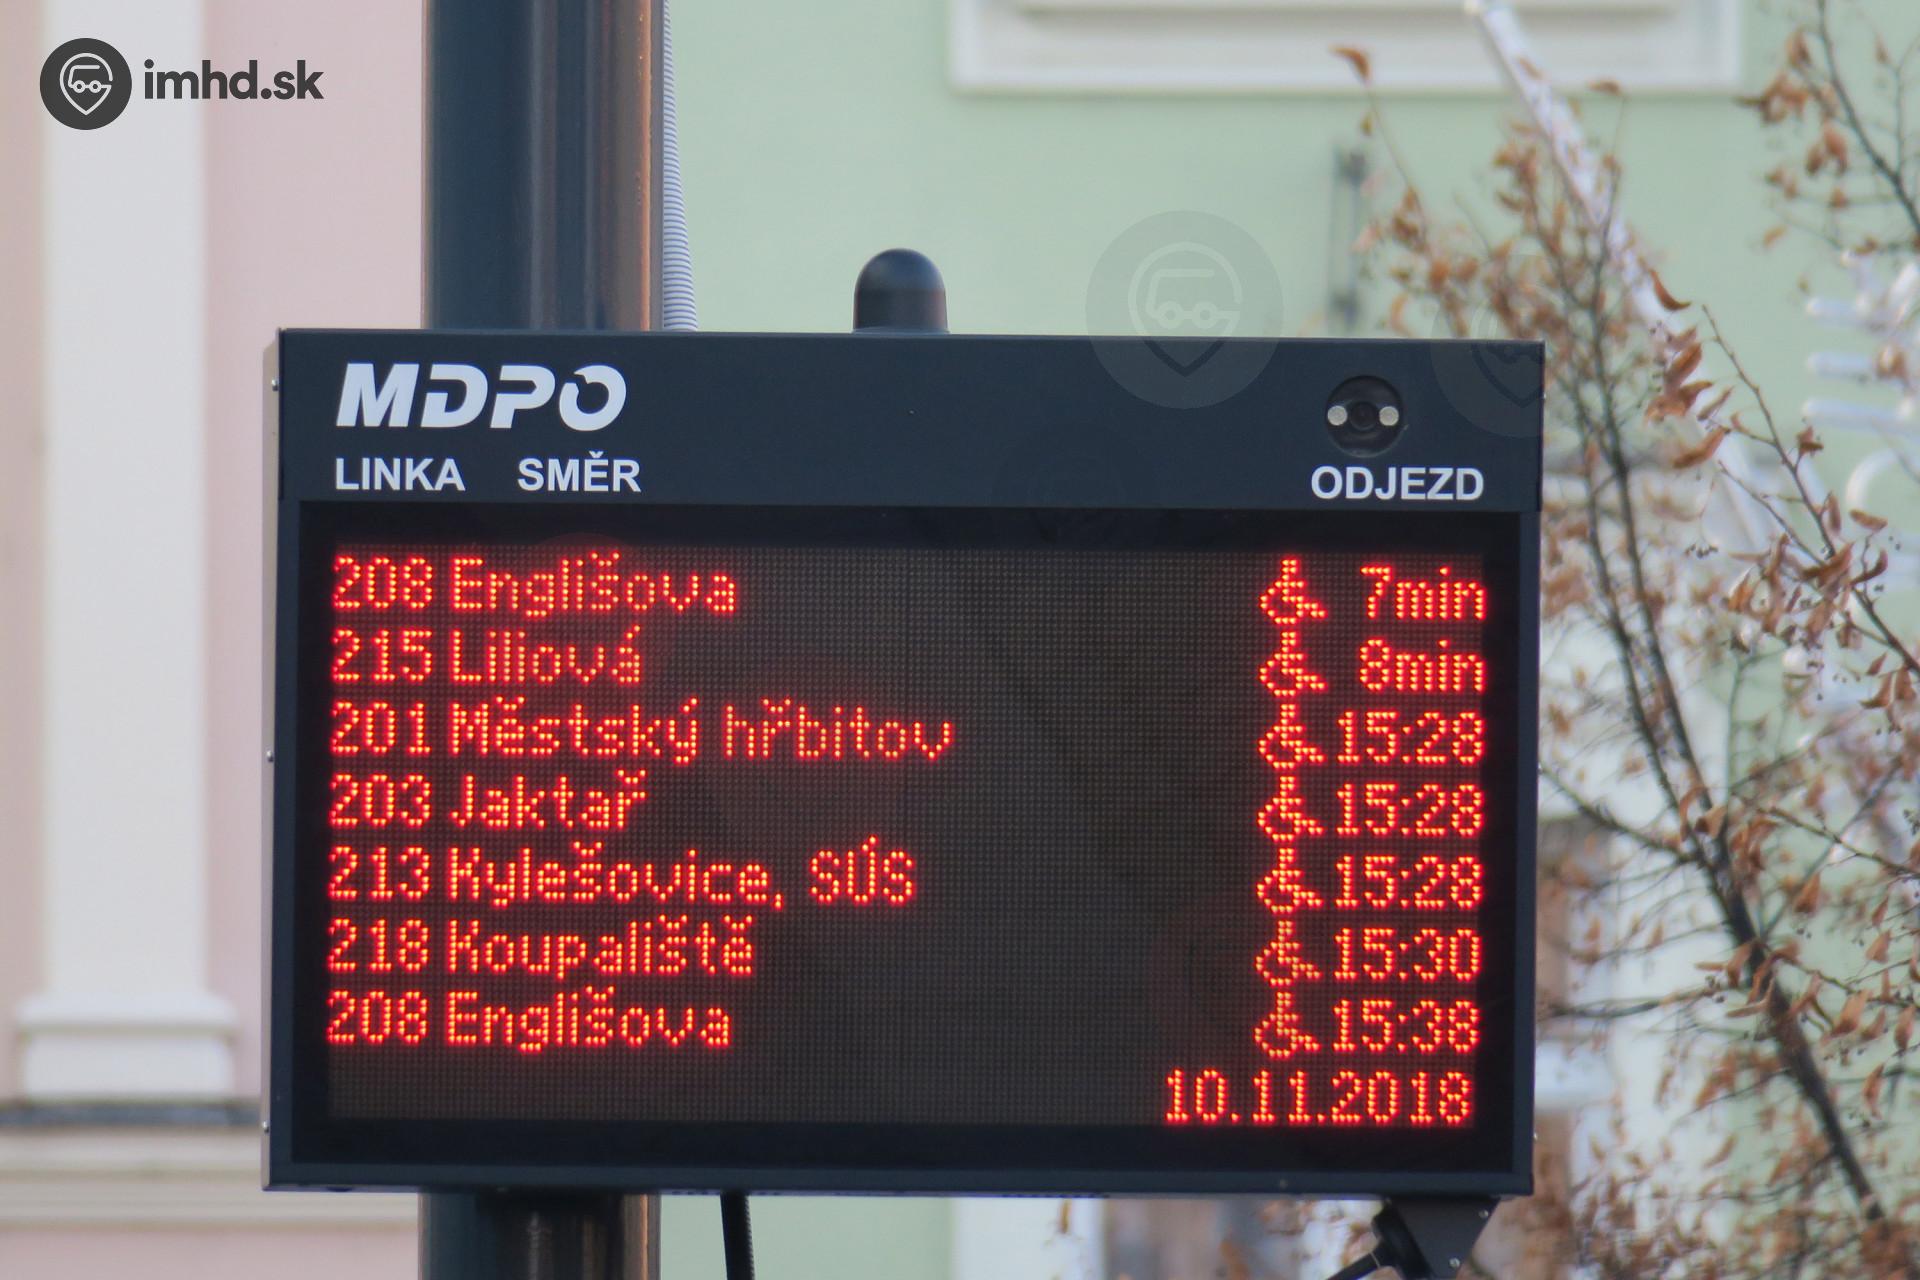 imhd.sk
MDPO
LINKA SMĚR ODJEZD
208 Englišova 7min
215 Liliová 8min
201 Městský hřbitov 15:28
203 Jaktař 15:28
213 Kylešovice, SÚS 15:28
218 Koupaliště 15:30
208 Englišova 15:38
10.11.2018